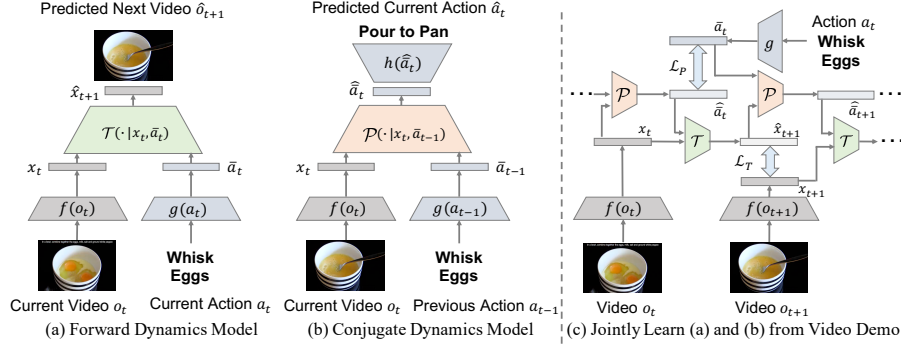 Predicted Next Video ô_{t+1}
x̂_{t+1}
𝒯(·|x_t, ā_t)
x_t
ā_t
f(o_t)
g(a_t)
Whisk
Eggs
Current Video o_t
Current Action a_t
(a) Forward Dynamics Model
Predicted Current Action â_t
Pour to Pan
h(ā̂_t)
ā̂_t
𝒫(·|x_t, ā_{t-1})
x_t
ā_{t-1}
f(o_t)
g(a_{t-1})
Whisk
Eggs
Current Video o_t
Previous Action a_{t-1}
(b) Conjugate Dynamics Model
ā_t
g
Action a_t
Whisk
Eggs
ℒ_P
𝒫
𝒫
···
ā̂_t
ā̂_{t+1}
x_t
𝒯
x̂_{t+1}
𝒯
···
ℒ_T
x_{t+1}
f(o_t)
f(o_{t+1})
Video o_t
Video o_{t+1}
(c) Jointly Learn (a) and (b) from Video Demo